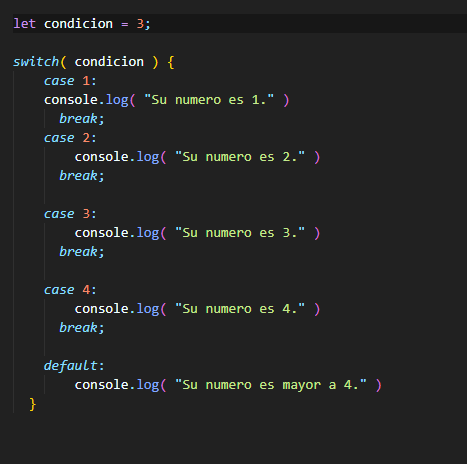 let condicion = 3;
switch( condicion ) {
case 1:
console.log( "Su numero es 1." )
break;
case 2:
console.log( "Su numero es 2." )
break;
case 3:
console.log( "Su numero es 3." )
break;
case 4:
console.log( "Su numero es 4." )
break;
default:
console.log( "Su numero es mayor a 4." )
}